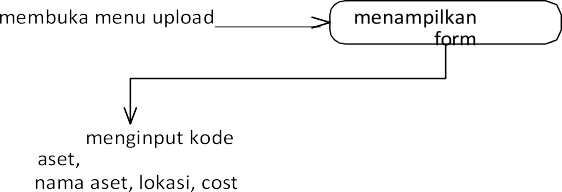 membuka menu upload
menampilkan
form
menginput kode
aset,
nama aset, lokasi, cost